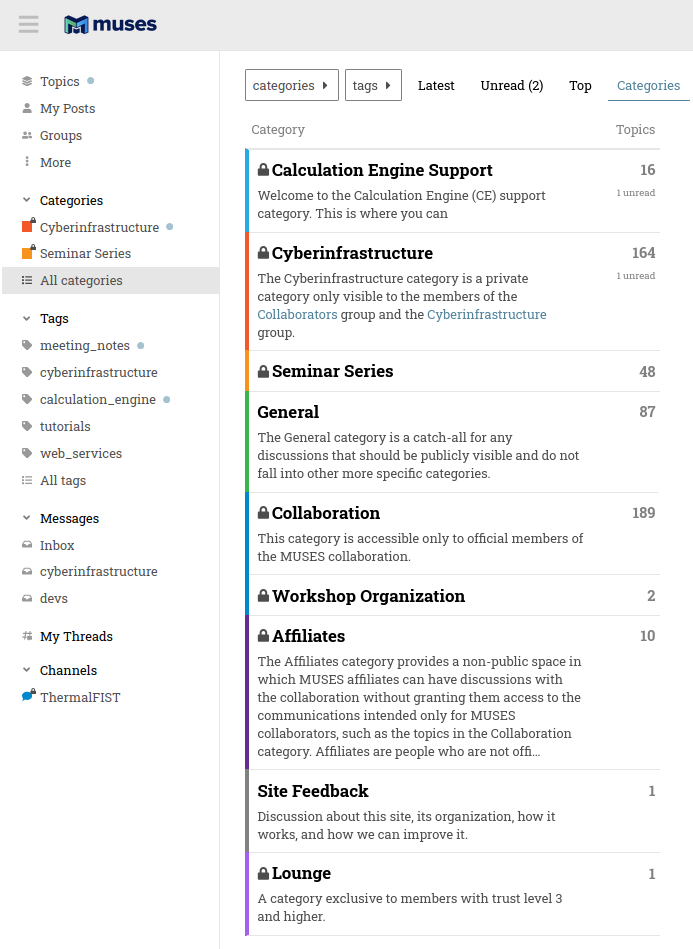 muses
Topics
My Posts
Groups
More
Categories
Cyberinfrastructure
Seminar Series
All categories
Tags
meeting_notes
cyberinfrastructure
calculation_engine
tutorials
web_services
All tags
Messages
Inbox
cyberinfrastructure
devs
My Threads
Channels
ThermalFIST
categories tags Latest Unread (2) Top Categories
Category Topics
Calculation Engine Support 16
Welcome to the Calculation Engine (CE) support 1 unread
category. This is where you can
Cyberinfrastructure 164
The Cyberinfrastructure category is a private 1 unread
category only visible to the members of the
Collaborators group and the Cyberinfrastructure
group.
Seminar Series 48
General 87
The General category is a catch-all for any
discussions that should be publicly visible and do not
fall into other more specific categories.
Collaboration 189
This category is accessible only to official members of
the MUSES collaboration.
Workshop Organization 2
Affiliates 10
The Affiliates category provides a non-public space in
which MUSES affiliates can have discussions with
the collaboration without granting them access to the
communications intended only for MUSES
collaborators, such as the topics in the Collaboration
category. Affiliates are people who are not offi...
Site Feedback 1
Discussion about this site, its organization, how it
works, and how we can improve it.
Lounge 1
A category exclusive to members with trust level 3
and higher.